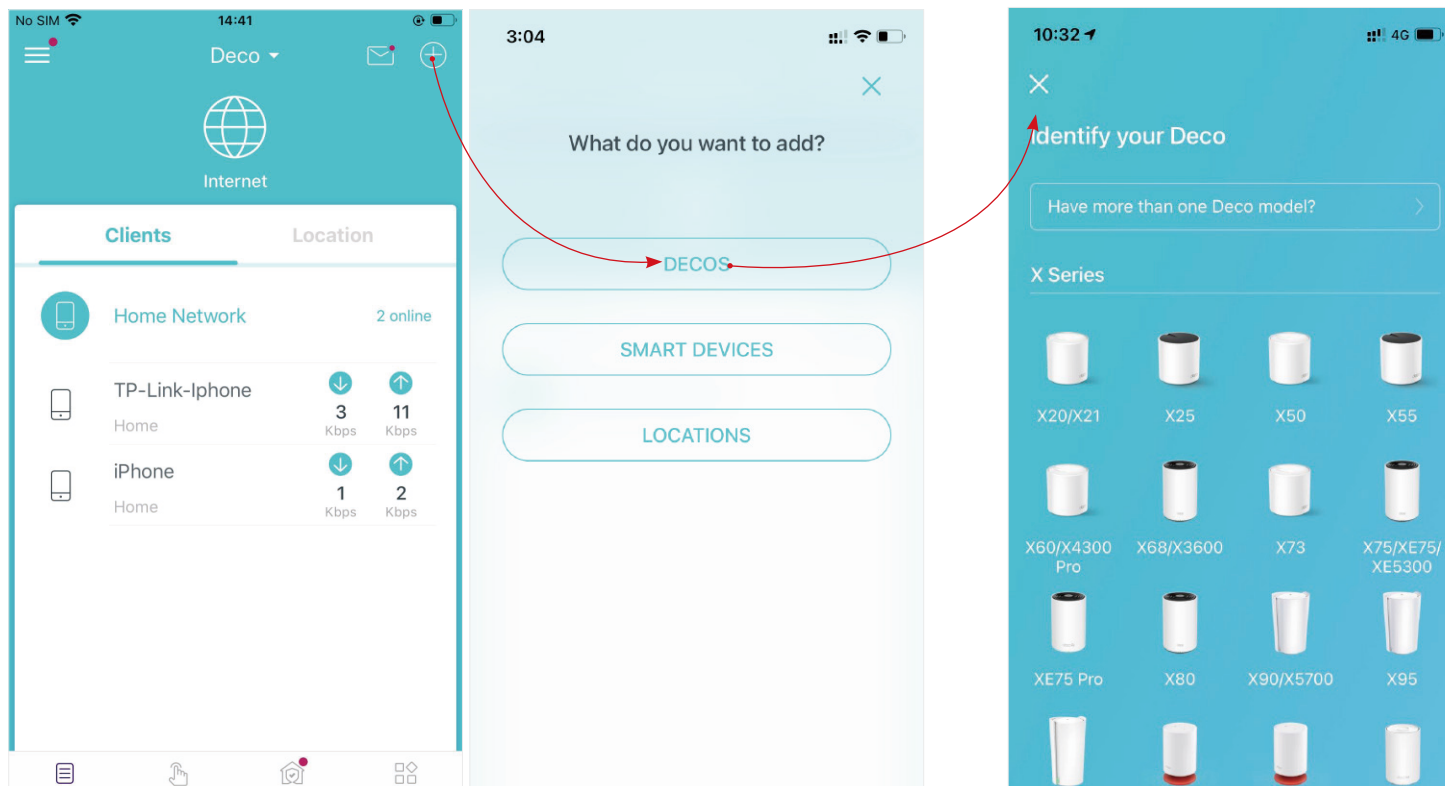 No SIM 14:41
Deco
Internet
Clients Location
Home Network 2 online
TP-Link-Iphone
Home
3 11
Kbps Kbps
iPhone
Home
1 2
Kbps Kbps
3:04
What do you want to add?
DECOS
SMART DEVICES
LOCATIONS
10:32 4G
Identify your Deco
Have more than one Deco model?
X Series
X20/X21 X25 X50 X55
X60/X4300 X68/X3600 X73 X75/XE75/
Pro XE5300
XE75 Pro X80 X90/X5700 X95